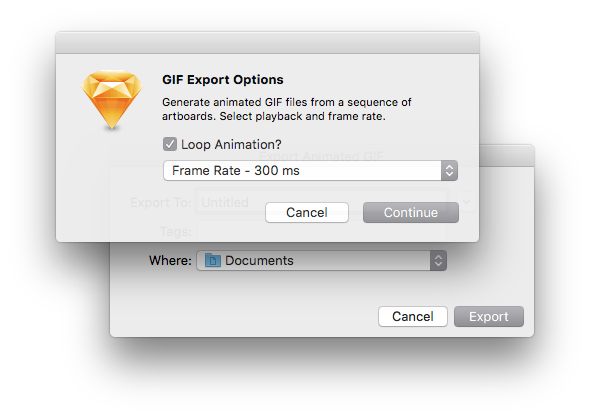 GIF Export Options
Generate animated GIF files from a sequence of
artboards. Select playback and frame rate.
Loop Animation?
Export Animated GIF
Frame Rate - 300 ms
Export To: Untitled
Cancel Continue
Tags:
Where: Documents
Cancel Export